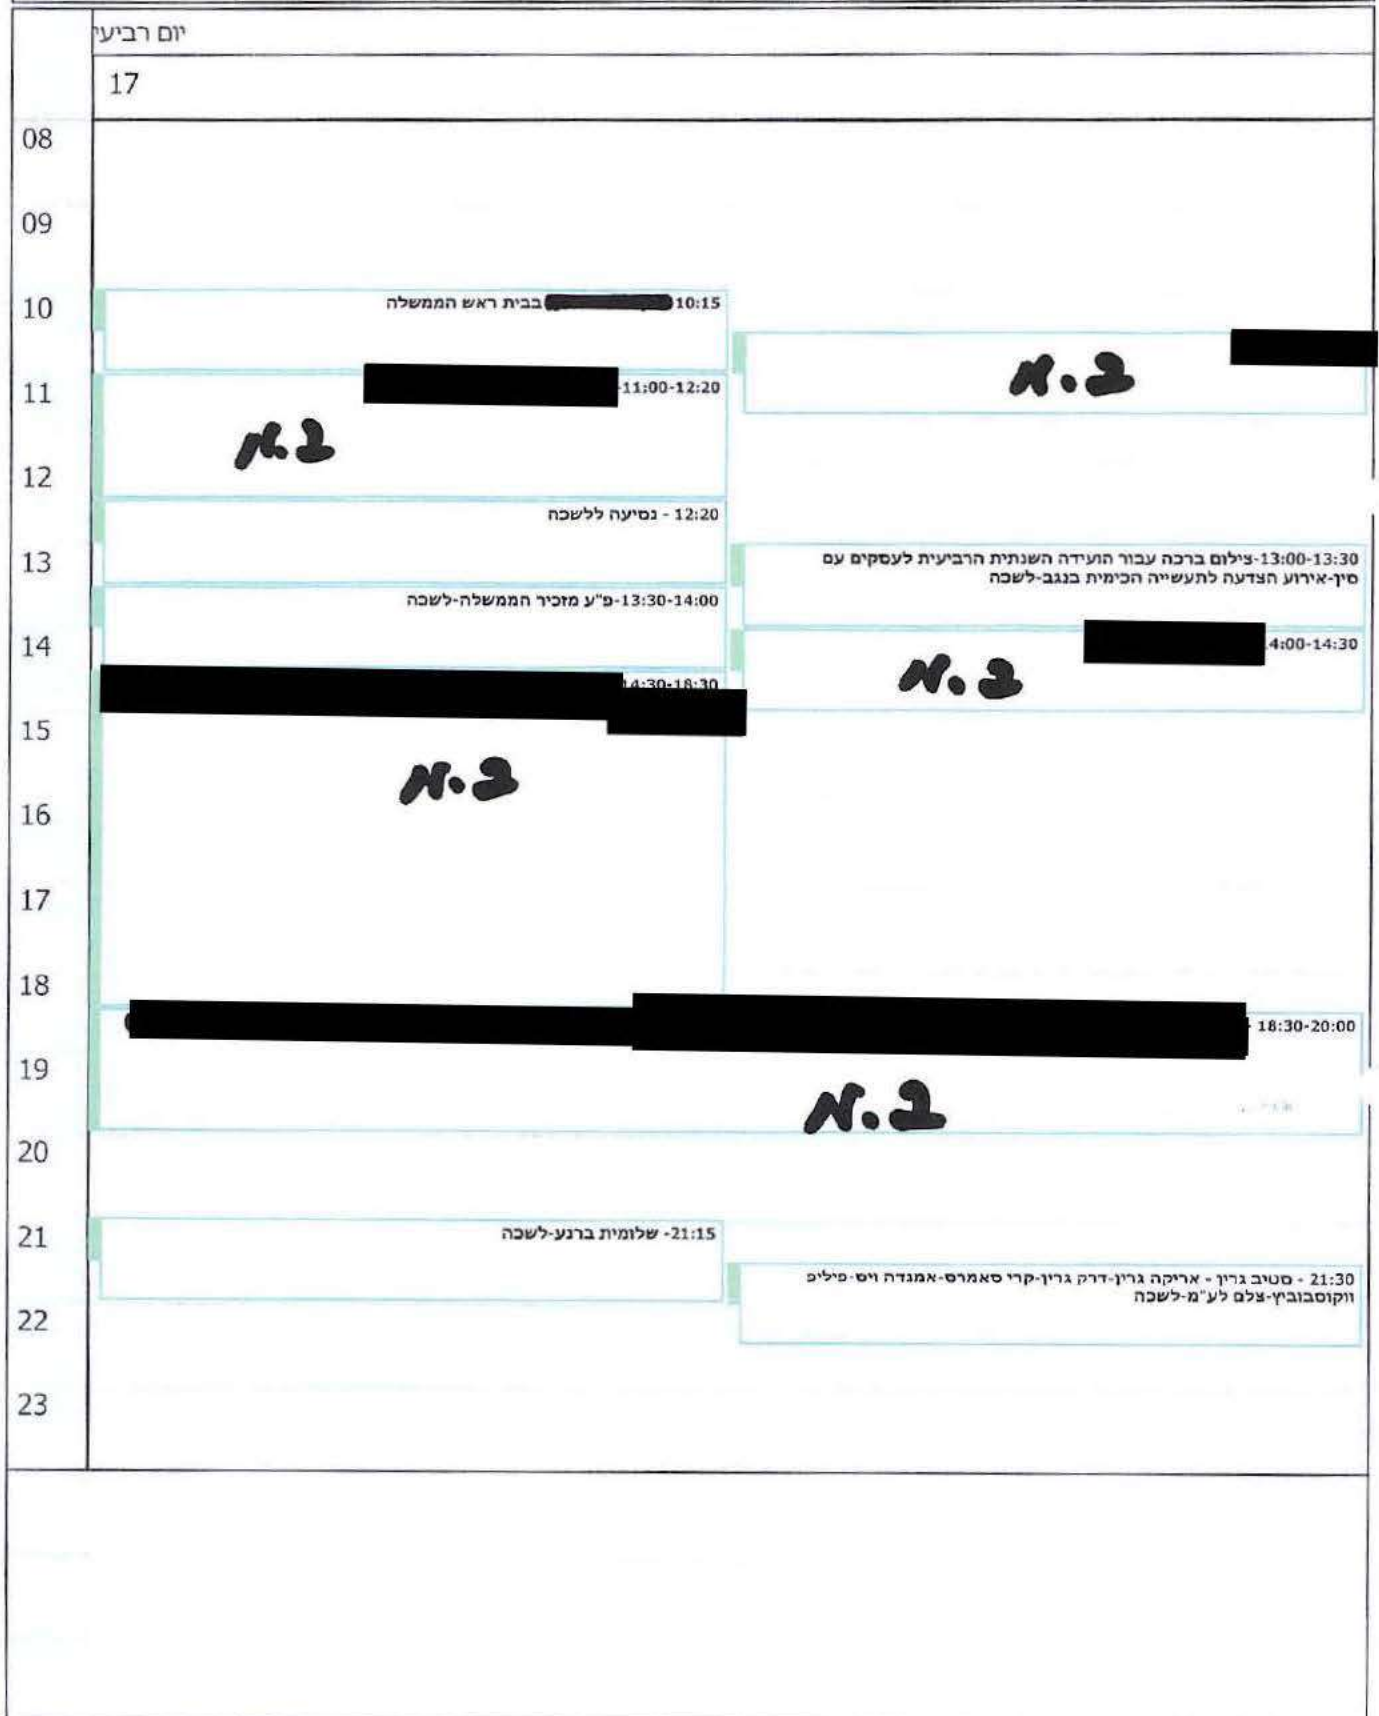 יום רביעי
17
08
09
10
10:15 בבית ראש הממשלה
11
11:00-12:20-
12
12:20 - נסיעה ללשכה
13
13:00-13:30-צילום ברכה עבור הועידה השנתית הרביעית לעסקים עם
סין-אירוע הצדעה לתעשייה הכימית בנגב-לשכה
13:30-14:00-פ"ע מזכיר הממשלה-לשכה
14
4:00-14:30
14:30-18:30
15
16
17
18
18:30-20:00 -
19
20
21
21:15- שלומית ברנע-לשכה
21:30 - סטיב גרין - אריקה גרין-דרק גרין-קרי סאמרס-אמנדה ויס-פיליפ
ווקוסבוביץ-צלם לע"מ-לשכה
22
23